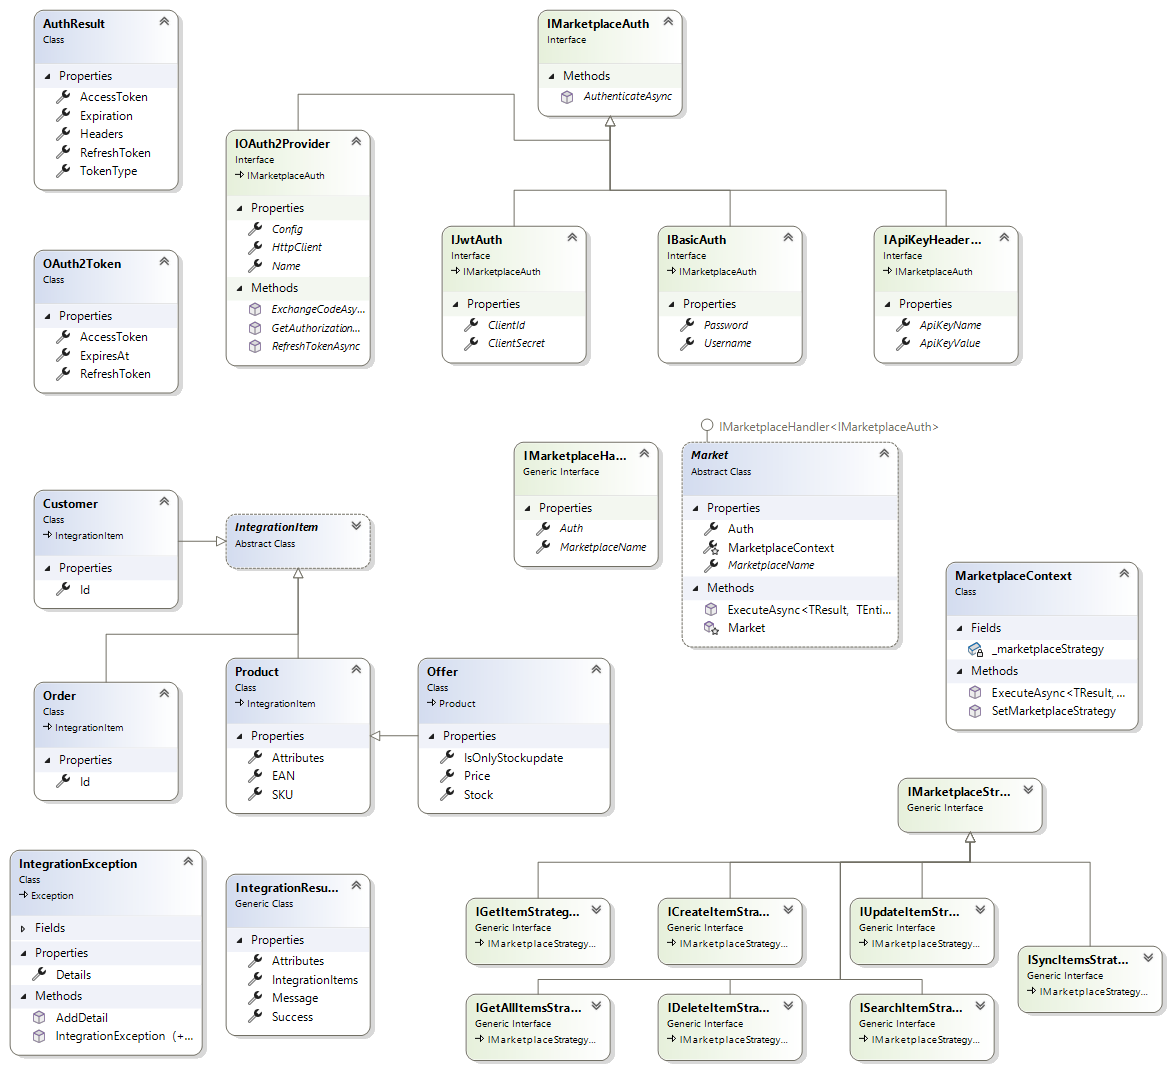 AuthResult
Class
Properties
AccessToken
Expiration
Headers
RefreshToken
TokenType
IMarketplaceAuth
Interface
Methods
AuthenticateAsync
IOAuth2Provider
Interface
IMarketplaceAuth
Properties
Config
HttpClient
Name
Methods
ExchangeCodeAsy...
GetAuthorization...
RefreshTokenAsync
IJwtAuth
Interface
IMarketplaceAuth
Properties
ClientId
ClientSecret
IBasicAuth
Interface
IMarketplaceAuth
Properties
Password
Username
IApiKeyHeader...
Interface
IMarketplaceAuth
Properties
ApiKeyName
ApiKeyValue
OAuth2Token
Class
Properties
AccessToken
ExpiresAt
RefreshToken
IMarketplaceHa...
Generic Interface
Properties
Auth
MarketplaceName
IMarketplaceHandler<IMarketplaceAuth>
Market
Abstract Class
Properties
Auth
MarketplaceContext
MarketplaceName
Methods
ExecuteAsync<TResult, TEnti...
Market
Customer
Class
IntegrationItem
Properties
Id
IntegrationItem
Abstract Class
MarketplaceContext
Class
Fields
_marketplaceStrategy
Methods
ExecuteAsync<TResult, ...
SetMarketplaceStrategy
Order
Class
IntegrationItem
Properties
Id
Product
Class
IntegrationItem
Properties
Attributes
EAN
SKU
Offer
Class
Product
Properties
IsOnlyStockupdate
Price
Stock
IMarketplaceStr...
Generic Interface
IntegrationException
Class
Exception
Fields
Properties
Details
Methods
AddDetail
IntegrationException (+...
IntegrationResu...
Generic Class
Properties
Attributes
IntegrationItems
Message
Success
IGetItemStrateg...
Generic Interface
IMarketplaceStrategy...
ICreateItemStra...
Generic Interface
IMarketplaceStrategy...
IUpdateItemStr...
Generic Interface
IMarketplaceStrategy...
ISyncItemsStrat...
Generic Interface
IMarketplaceStrategy...
IGetAllItemsStra...
Generic Interface
IMarketplaceStrategy...
IDeleteItemStra...
Generic Interface
IMarketplaceStrategy...
ISearchItemStra...
Generic Interface
IMarketplaceStrategy...